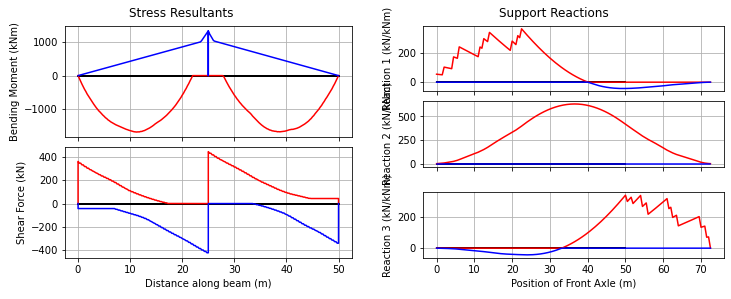 Stress Resultants
Bending Moment (kNm)
1000
0
−1000
Shear Force (kN)
400
200
0
−200
−400
0 10 20 30 40 50
Distance along beam (m)
Support Reactions
Reaction 1 (kN/kNm)
200
0
Reaction 2 (kN/kNm)
500
250
0
Reaction 3 (kN/kNm)
200
0
0 10 20 30 40 50 60 70
Position of Front Axle (m)